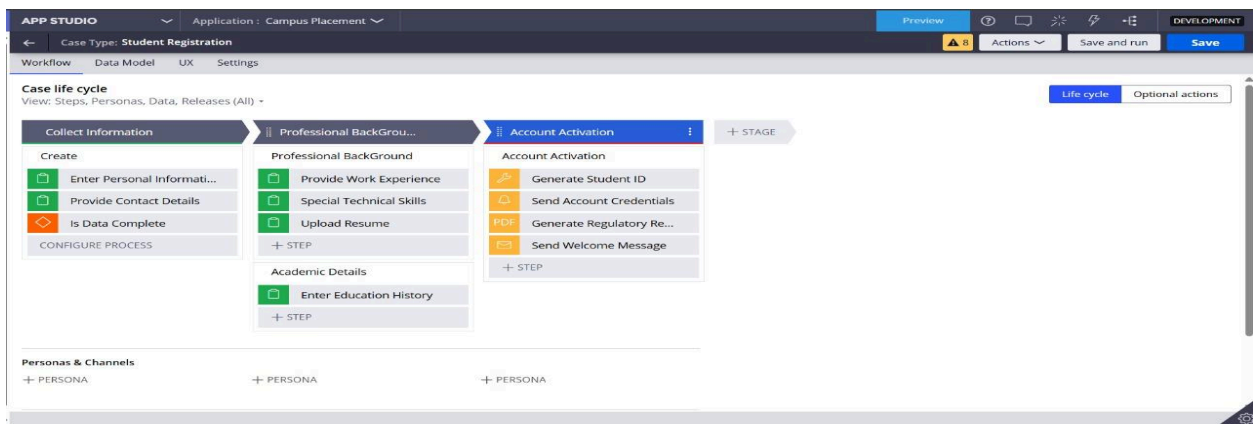 APP STUDIO Application : Campus Placement Preview DEVELOPMENT
Case Type: Student Registration 8 Actions Save and run Save
Workflow Data Model UX Settings
Case life cycle
View: Steps, Personas, Data, Releases (All)
Life cycle Optional actions
Collect Information Professional BackGrou... Account Activation + STAGE
Create Professional BackGround Account Activation
Enter Personal Informati... Provide Work Experience Generate Student ID
Provide Contact Details Special Technical Skills Send Account Credentials
Is Data Complete Upload Resume PDF Generate Regulatory Re...
CONFIGURE PROCESS + STEP Send Welcome Message
Academic Details + STEP
Enter Education History
+ STEP
Personas & Channels
+ PERSONA + PERSONA + PERSONA